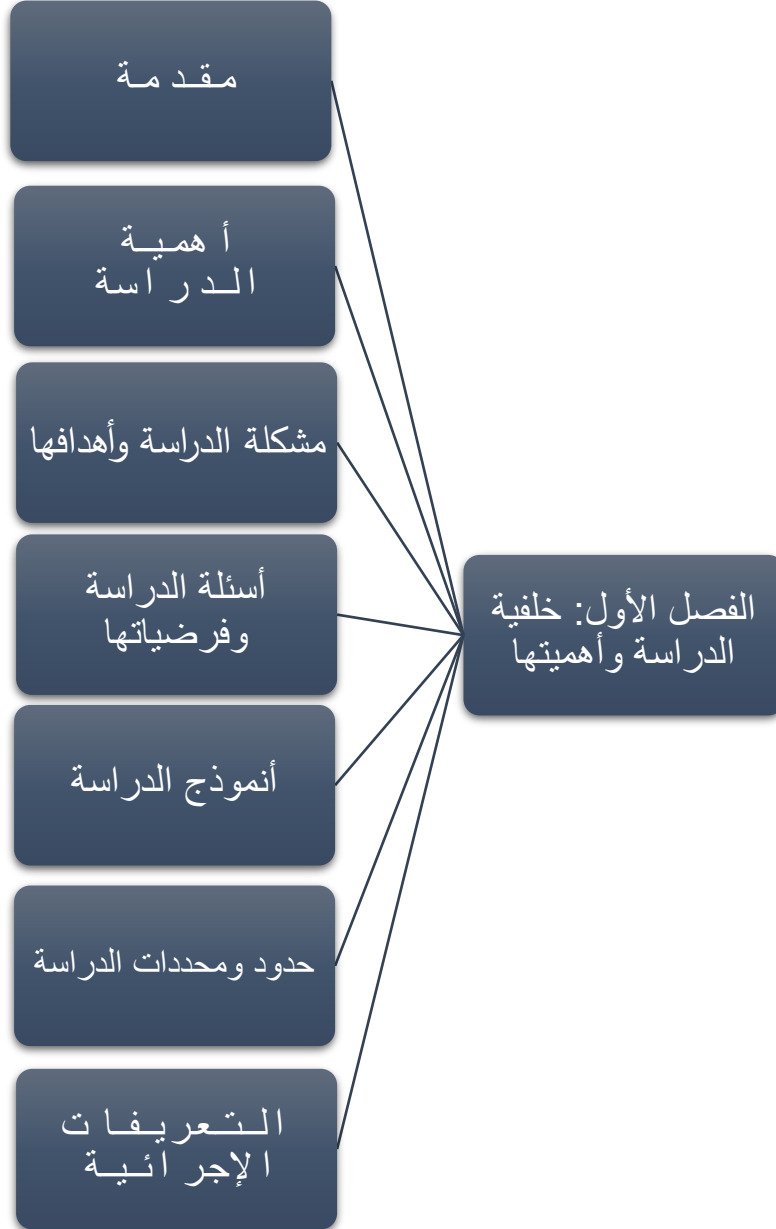 الفصل الأول: خلفية
الدراسة وأهميتها
مقدمة
أهمية
الدراسة
مشكلة الدراسة وأهدافها
أسئلة الدراسة
وفرضياتها
أنموذج الدراسة
حدود ومحددات الدراسة
التعريفات
الإجرائية